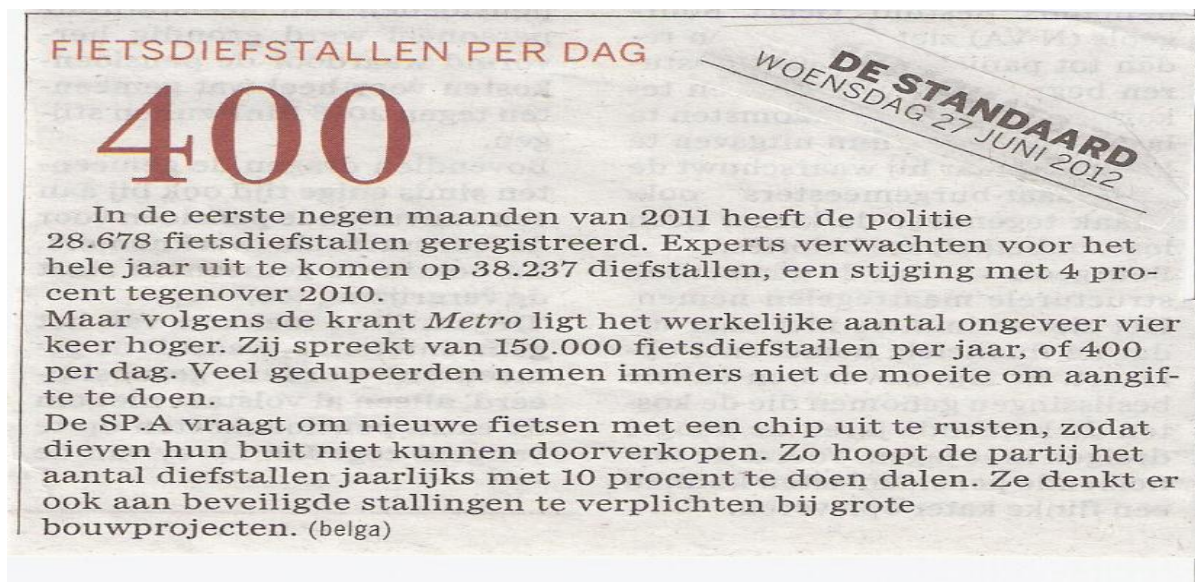 FIETSDIEFSTALLEN PER DAG
400
DE STANDAARD
WOENSDAG 27 JUNI 2012
In de eerste negen maanden van 2011 heeft de politie
28.678 fietsdiefstallen geregistreerd. Experts verwachten voor het
hele jaar uit te komen op 38.237 diefstallen, een stijging met 4 pro-
cent tegenover 2010.
Maar volgens de krant Metro ligt het werkelijke aantal ongeveer vier
keer hoger. Zij spreekt van 150.000 fietsdiefstallen per jaar, of 400
per dag. Veel gedupeerden nemen immers niet de moeite om aangif-
te te doen.
De SP.A vraagt om nieuwe fietsen met een chip uit te rusten, zodat
dieven hun buit niet kunnen doorverkopen. Zo hoopt de partij het
aantal diefstallen jaarlijks met 10 procent te doen dalen. Ze denkt er
ook aan beveiligde stallingen te verplichten bij grote
bouwprojecten. (belga)